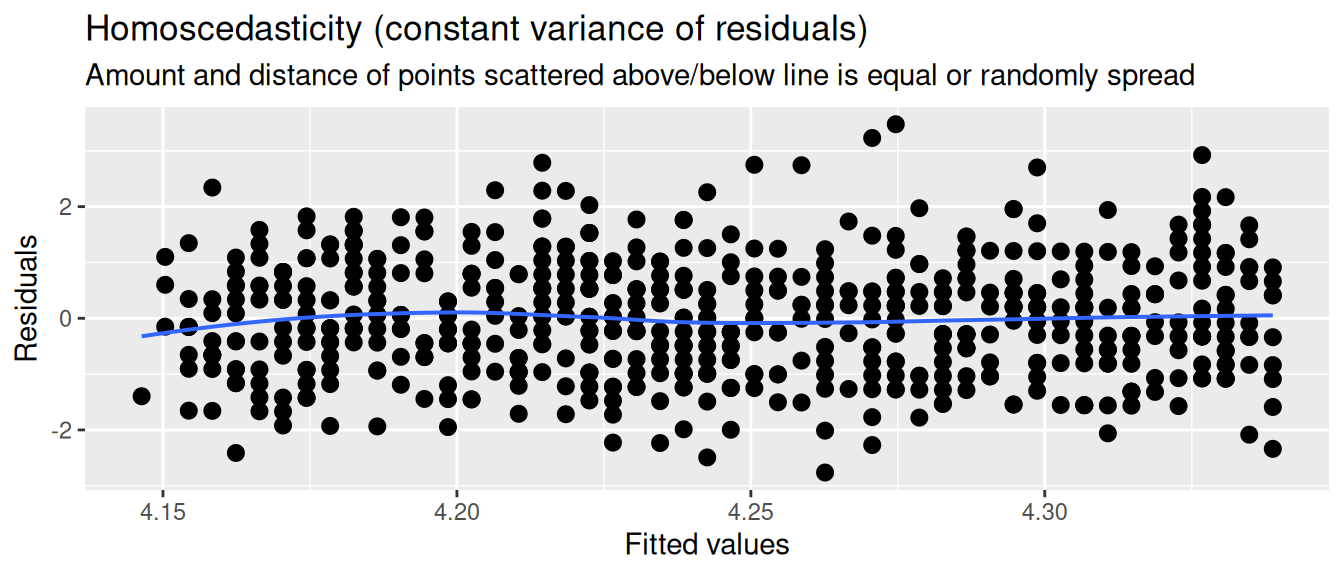 Homoscedasticity (constant variance of residuals)
Amount and distance of points scattered above/below line is equal or randomly spread
Residuals
2
0
-2
4.15 4.20 4.25 4.30
Fitted values